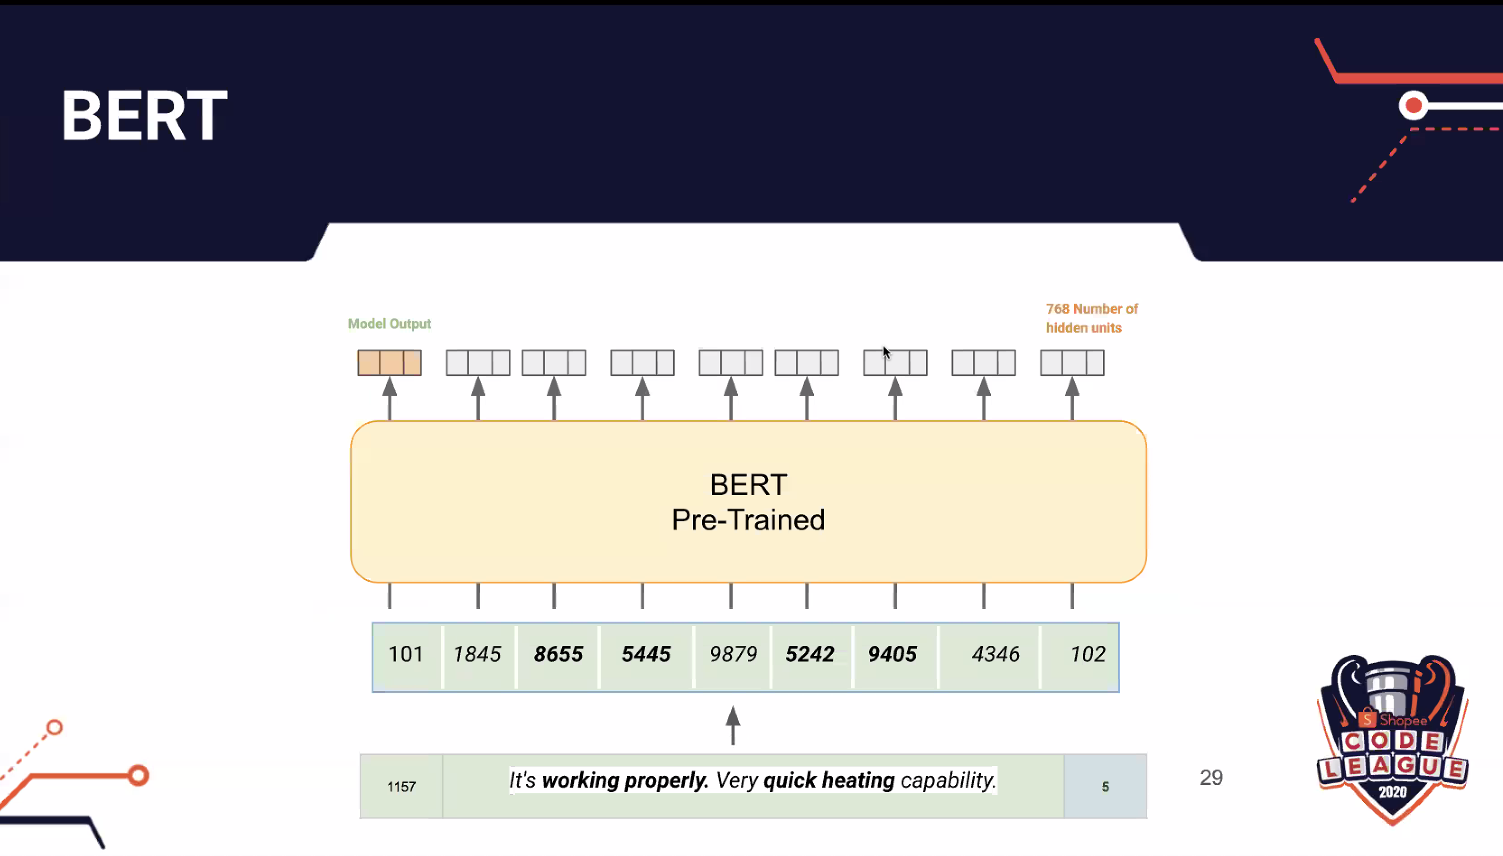 BERT
Model Output
768 Number of
hidden units
BERT
Pre-Trained
101 1845 8655 5445 9879 5242 9405 4346 102
1157 It's working properly. Very quick heating capability. 5
29
S Shopee
CODE
LEAGUE
2020